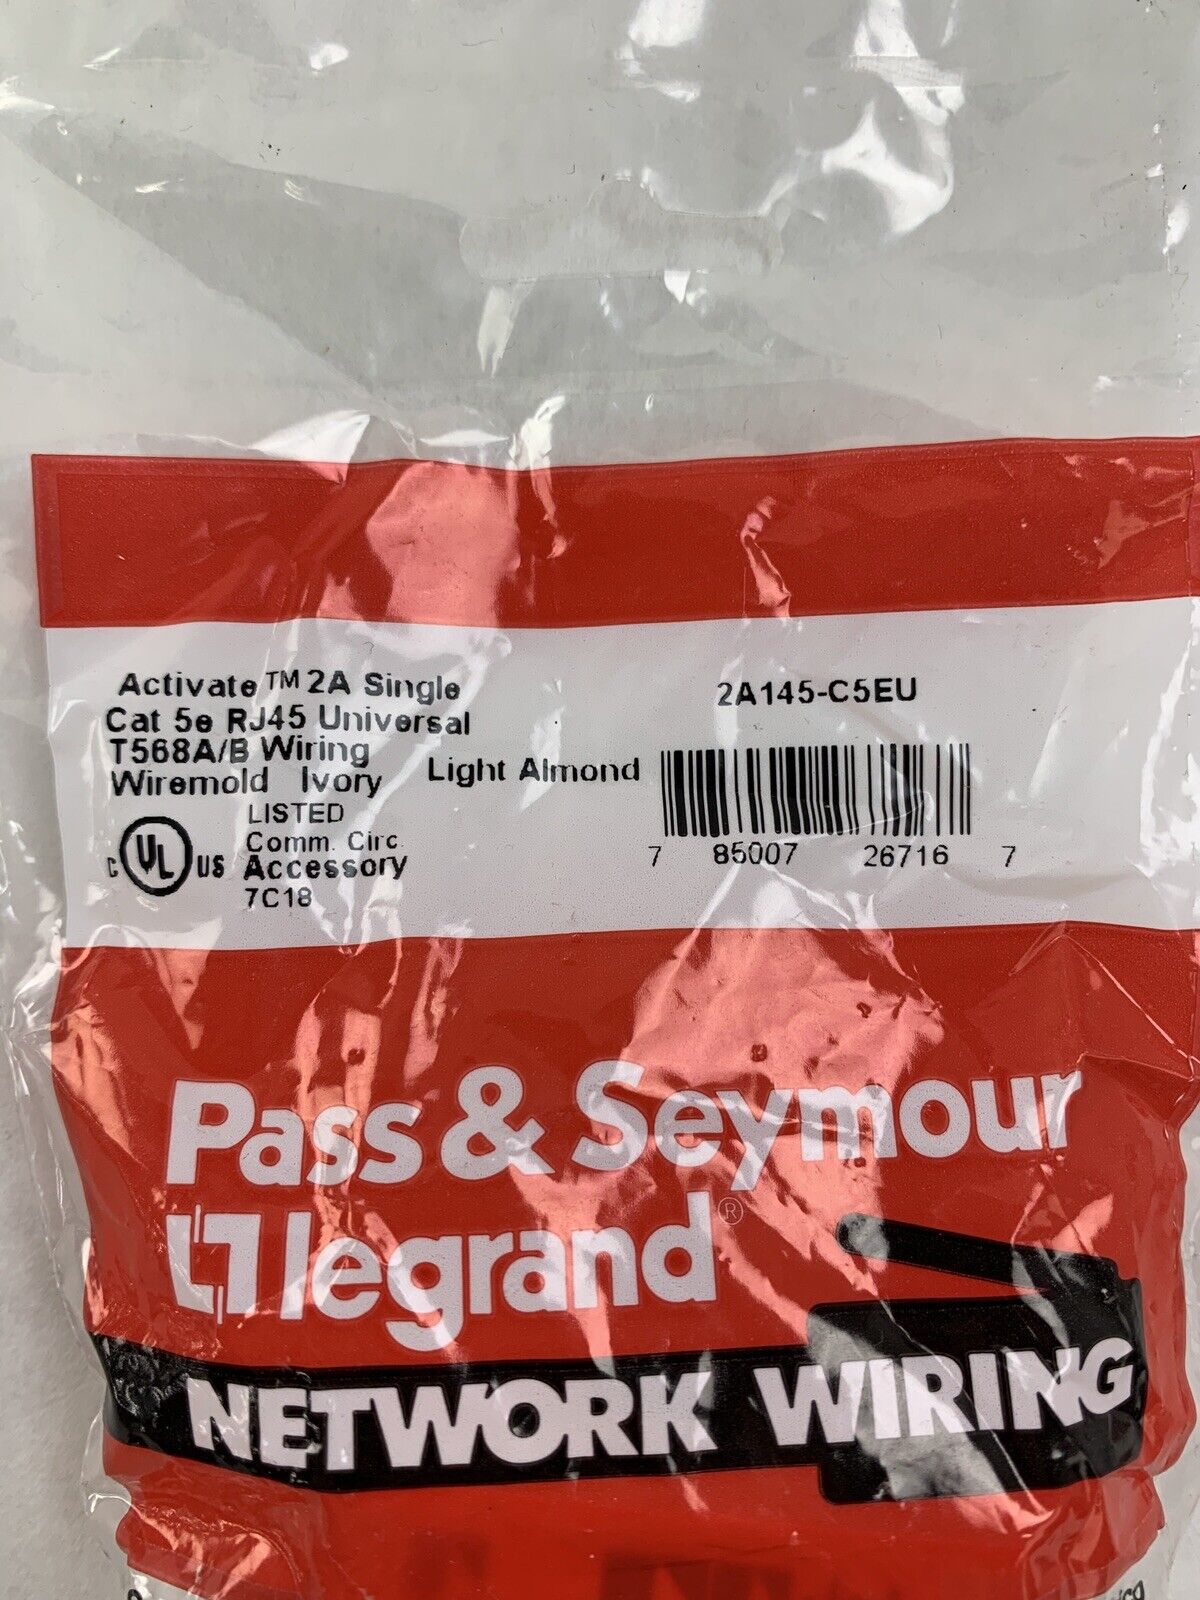 Activate™ 2A Single
Cat 5e RJ45 Universal
T568A/B Wiring
Wiremold Ivory Light Almond
2A145-C5EU
7 85007 26716 7
LISTED
Comm. Circ
C UL US Accessory
7C18
Pass & Seymour
legrand®
NETWORK WIRING